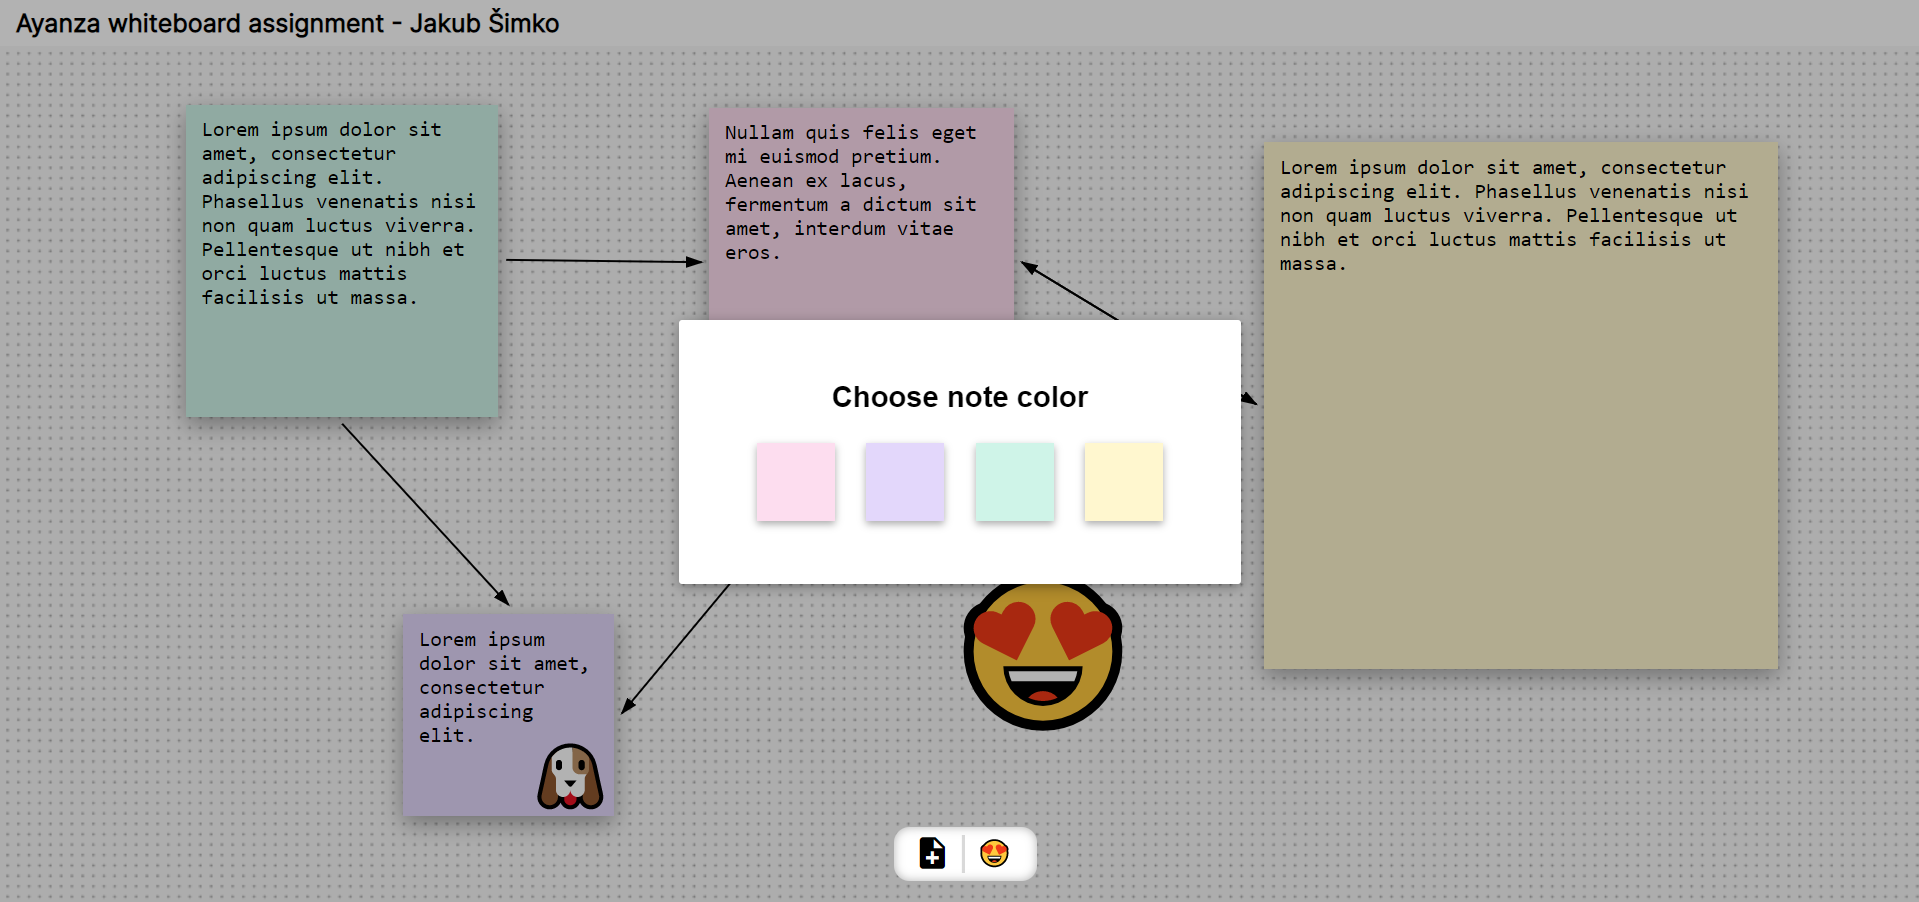 Ayanza whiteboard assignment - Jakub Šimko
Lorem ipsum dolor sit
amet, consectetur
adipiscing elit.
Phasellus venenatis nisi
non quam luctus viverra.
Pellentesque ut nibh et
orci luctus mattis
facilisis ut massa.
Nullam quis felis eget
mi euismod pretium.
Aenean ex lacus,
fermentum a dictum sit
amet, interdum vitae
eros.
Lorem ipsum dolor sit amet, consectetur
adipiscing elit. Phasellus venenatis nisi
non quam luctus viverra. Pellentesque ut
nibh et orci luctus mattis facilisis ut
massa.
Choose note color
Lorem ipsum
dolor sit amet,
consectetur
adipiscing
elit.